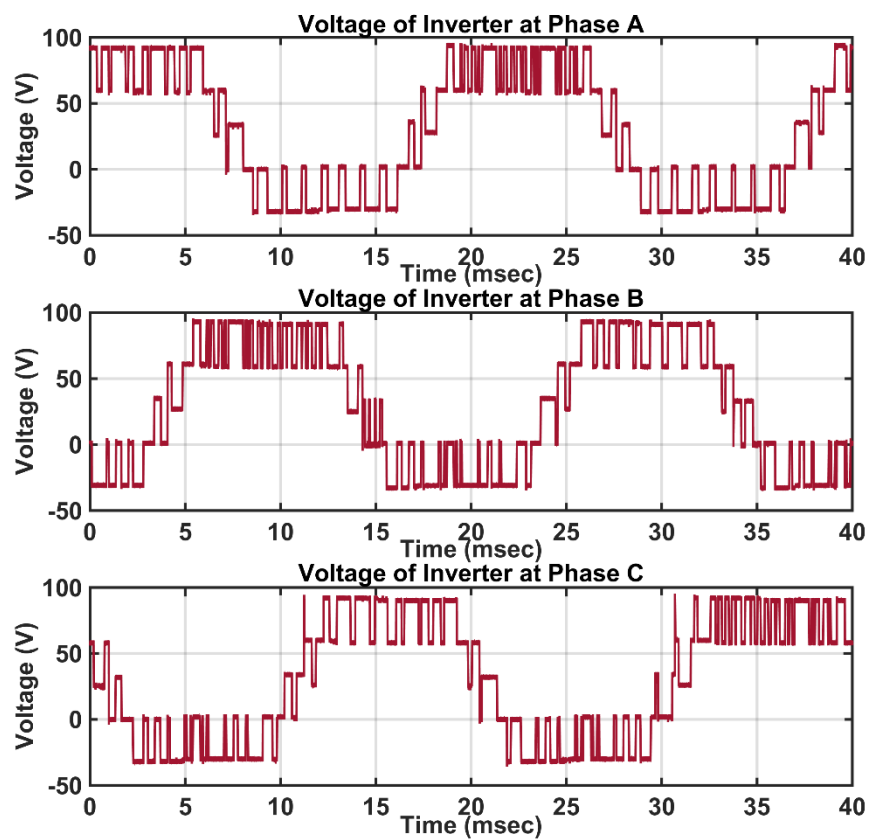 Voltage of Inverter at Phase A
Voltage (V)
100
50
0
-50
0 5 10 15 20 25 30 35 40
Time (msec)
Voltage of Inverter at Phase B
Voltage (V)
100
50
0
-50
0 5 10 15 20 25 30 35 40
Time (msec)
Voltage of Inverter at Phase C
Voltage (V)
100
50
0
-50
0 5 10 15 20 25 30 35 40
Time (msec)